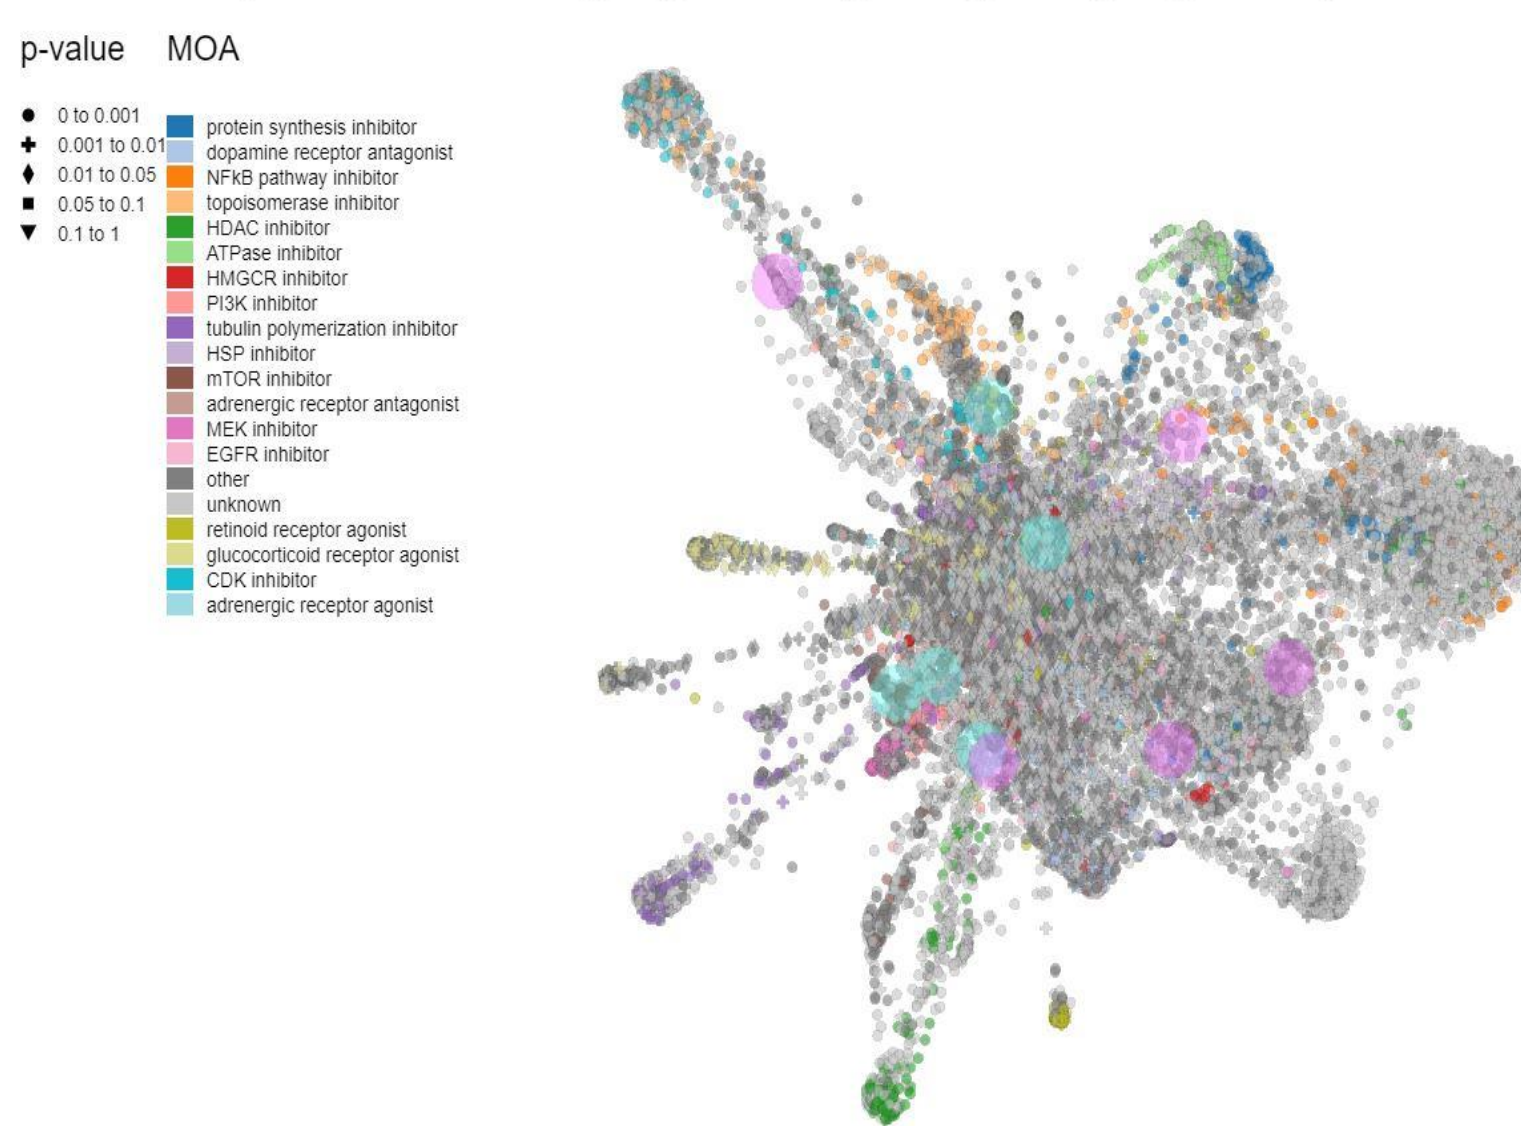 p-value MOA
0 to 0.001
0.001 to 0.01
0.01 to 0.05
0.05 to 0.1
0.1 to 1
protein synthesis inhibitor
dopamine receptor antagonist
NFkB pathway inhibitor
topoisomerase inhibitor
HDAC inhibitor
ATPase inhibitor
HMGCR inhibitor
PI3K inhibitor
tubulin polymerization inhibitor
HSP inhibitor
mTOR inhibitor
adrenergic receptor antagonist
MEK inhibitor
EGFR inhibitor
other
unknown
retinoid receptor agonist
glucocorticoid receptor agonist
CDK inhibitor
adrenergic receptor agonist